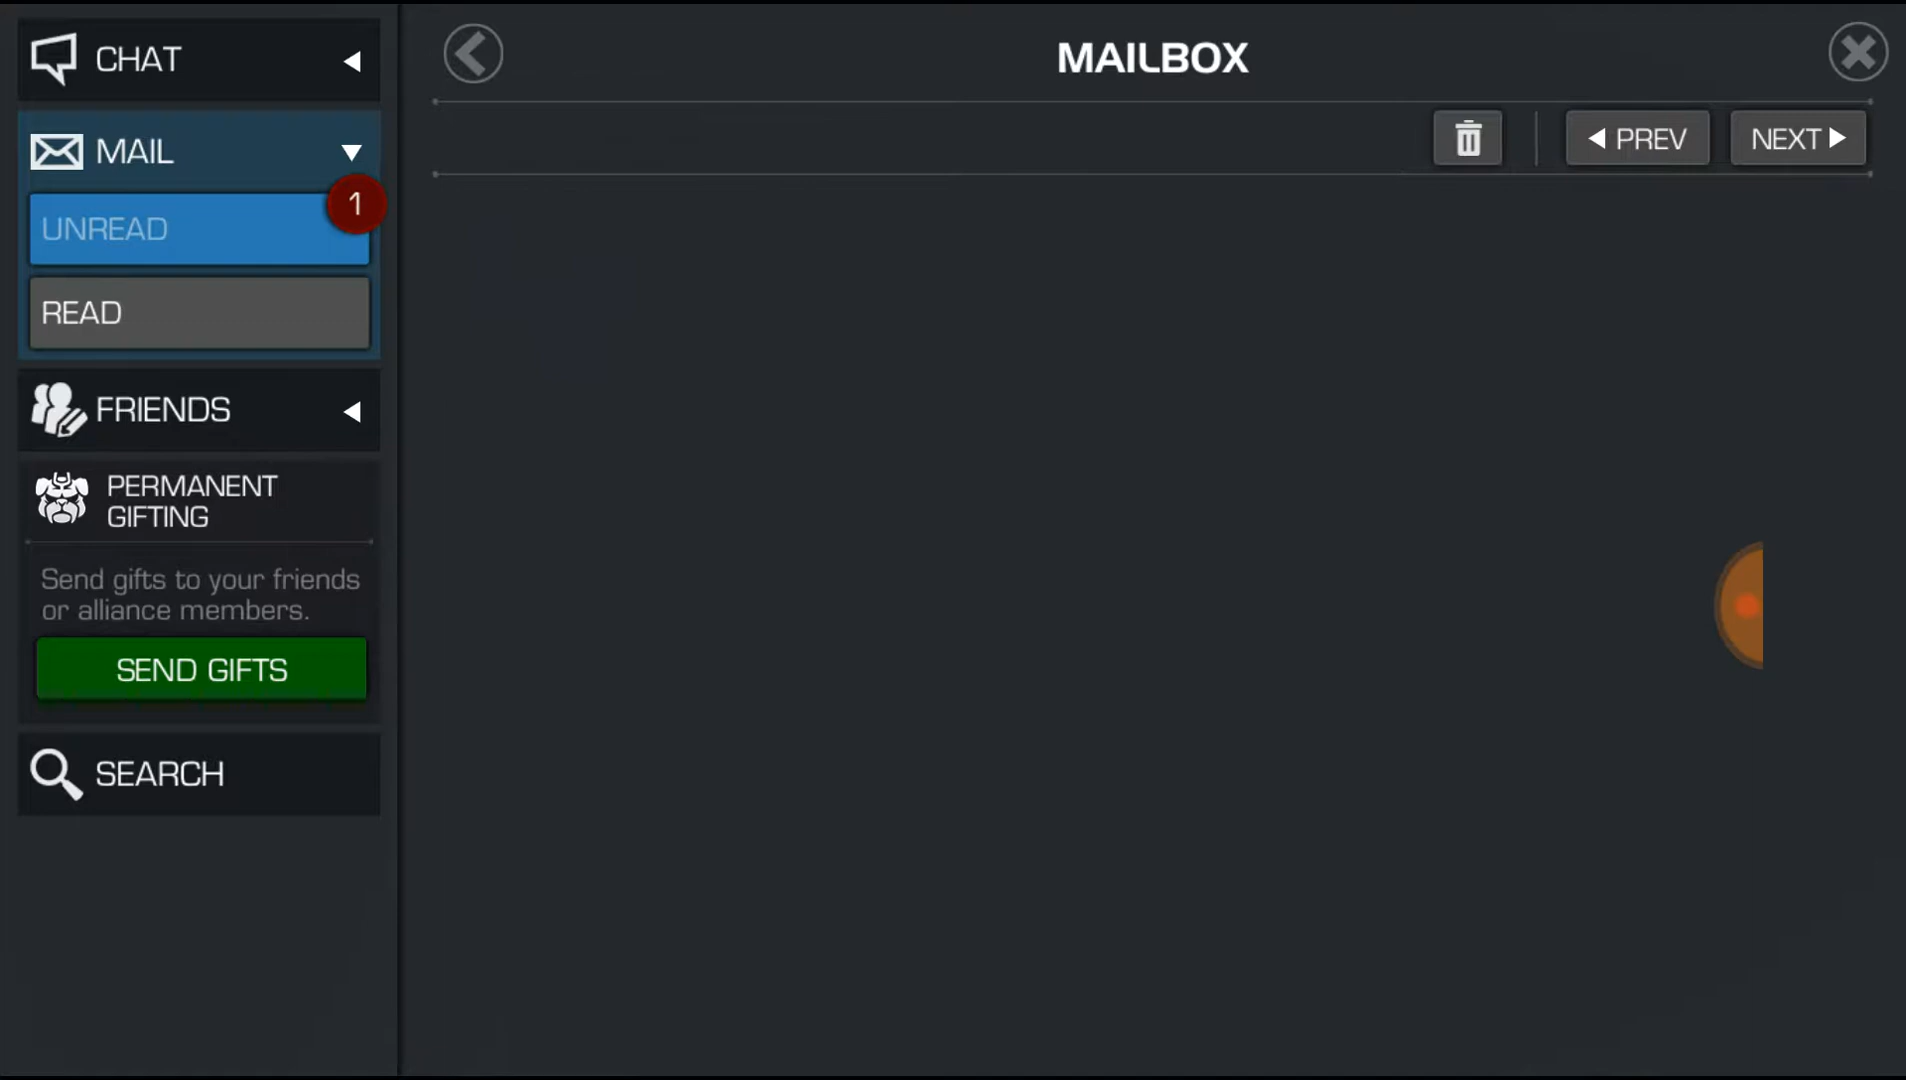 CHAT
MAIL
1
UNREAD
READ
FRIENDS
PERMANENT
GIFTING
Send gifts to your friends
or alliance members.
SEND GIFTS
SEARCH
MAILBOX
PREV
NEXT